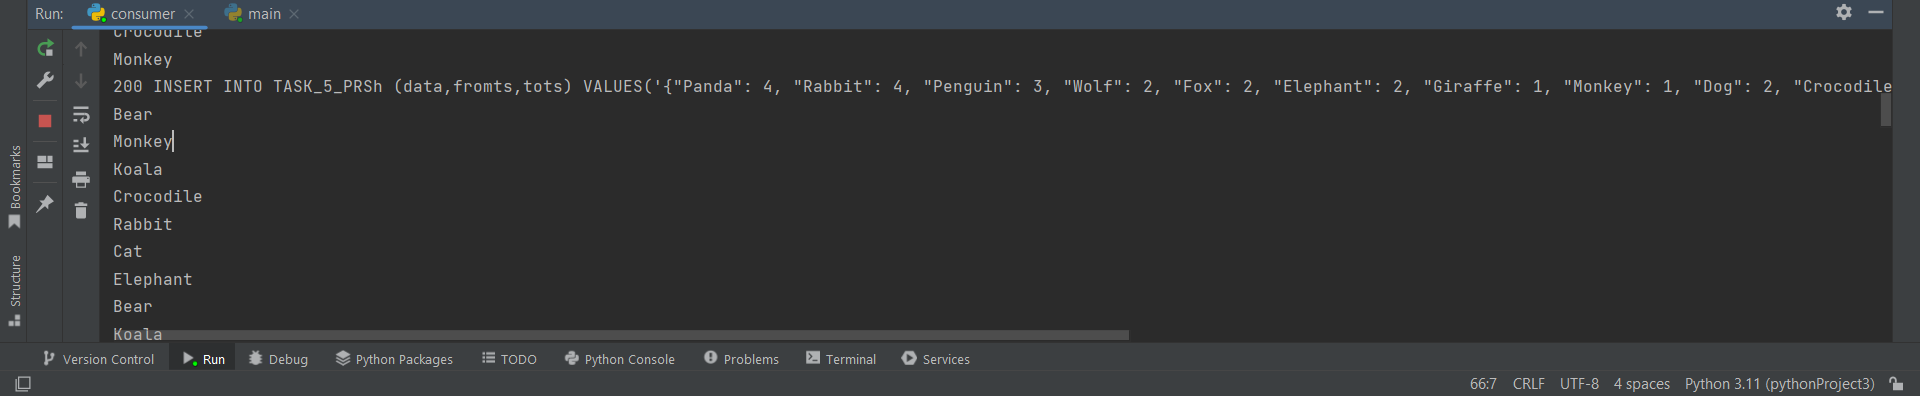 Run: consumer main
Crocodile
Monkey
200 INSERT INTO TASK_5_PRSh (data,fromts,tots) VALUES('{"Panda": 4, "Rabbit": 4, "Penguin": 3, "Wolf": 2, "Fox": 2, "Elephant": 2, "Giraffe": 1, "Monkey": 1, "Dog": 2, "Crocodile
Bear
Monkey
Koala
Crocodile
Rabbit
Cat
Elephant
Bear
Koala
Bookmarks
Structure
Version Control Run Debug Python Packages TODO Python Console Problems Terminal Services
66:7 CRLF UTF-8 4 spaces Python 3.11 (pythonProject3)